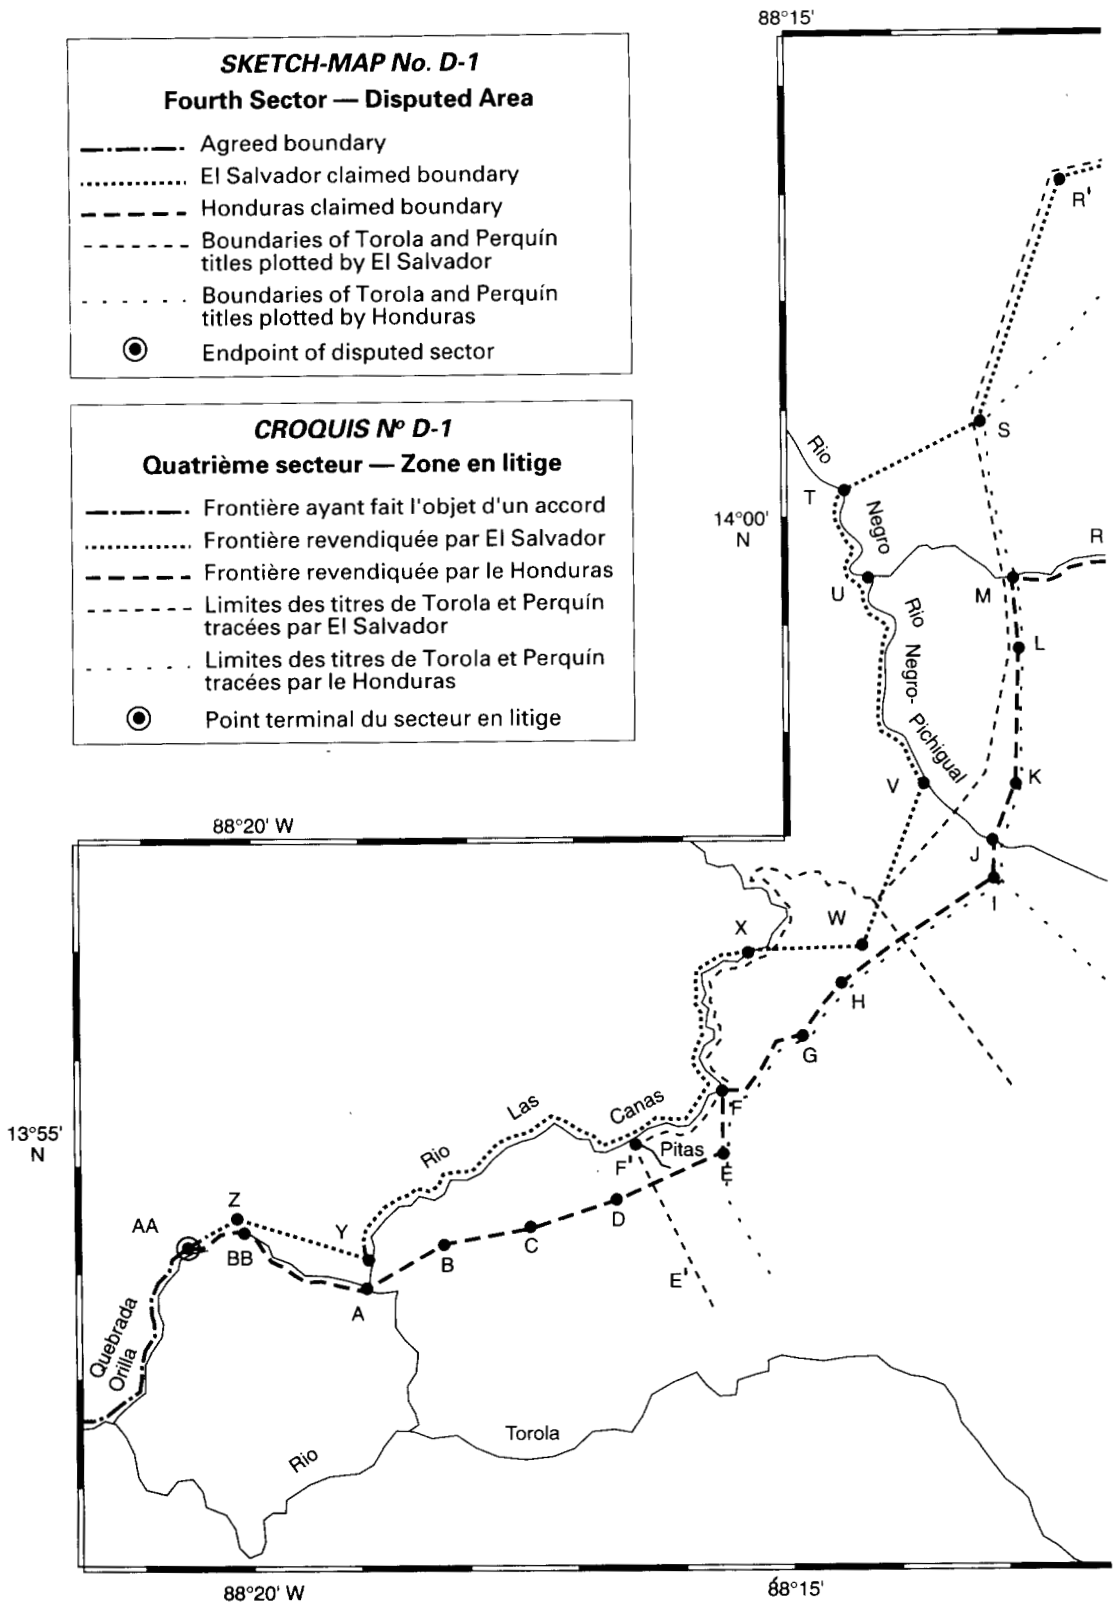 SKETCH-MAP No. D-1
Fourth Sector — Disputed Area
Agreed boundary
El Salvador claimed boundary
Honduras claimed boundary
Boundaries of Torola and Perquín
titles plotted by El Salvador
Boundaries of Torola and Perquín
titles plotted by Honduras
Endpoint of disputed sector
CROQUIS Nº D-1
Quatrième secteur — Zone en litige
Frontière ayant fait l'objet d'un accord
Frontière revendiquée par El Salvador
Frontière revendiquée par le Honduras
Limites des titres de Torola et Perquín
tracées par El Salvador
Limites des titres de Torola et Perquín
tracées par le Honduras
Point terminal du secteur en litige
88°15'
R'
S
Rio
Negro
T
14°00'
N
R
U
M
Rio
Negro-
Pichigual
L
V
K
88°20' W
J
I
W
X
H
G
F
Las
Canas
Rio
13°55'
N
Pitas
F'
E
D
Z
AA
Y
BB
C
B
E'
A
Quebrada
Orilla
Torola
Rio
88°20' W
88°15'